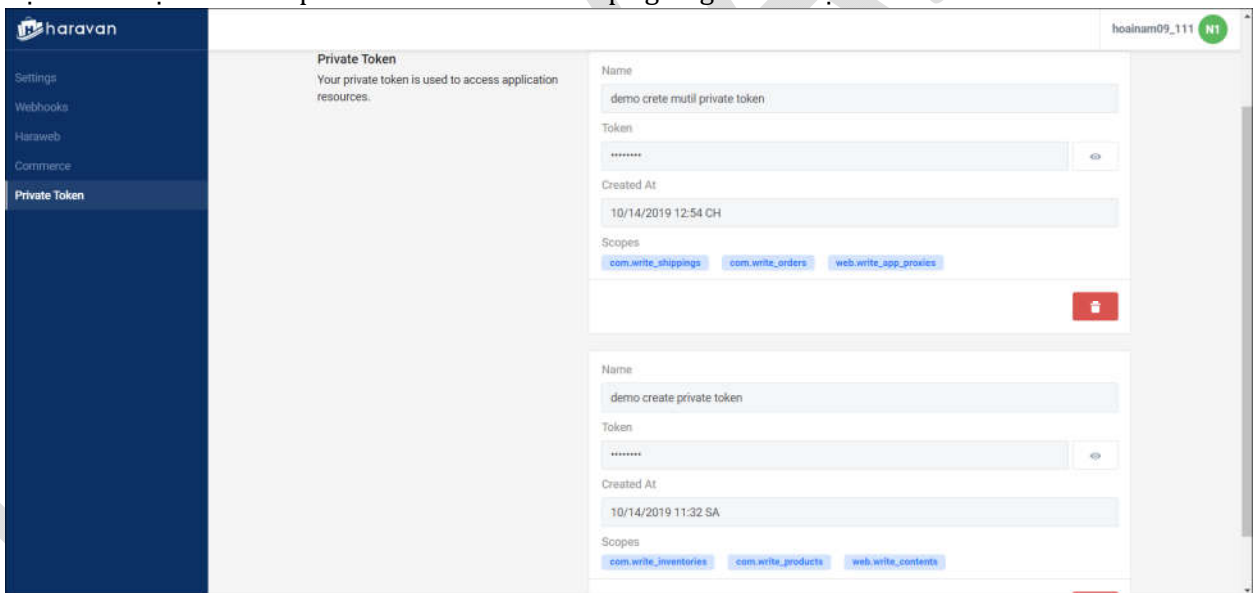 haravan
hoainam09_111 N1
Settings
Webhooks
Haraweb
Commerce
Private Token
Private Token
Your private token is used to access application
resources.
Name
demo crete mutil private token
Token
••••••••
Created At
10/14/2019 12:54 CH
Scopes
com.write_shippings com.write_orders web.write_app_proxies
Name
demo create private token
Token
••••••••
Created At
10/14/2019 11:32 SA
Scopes
com.write_inventories com.write_products web.write_contents